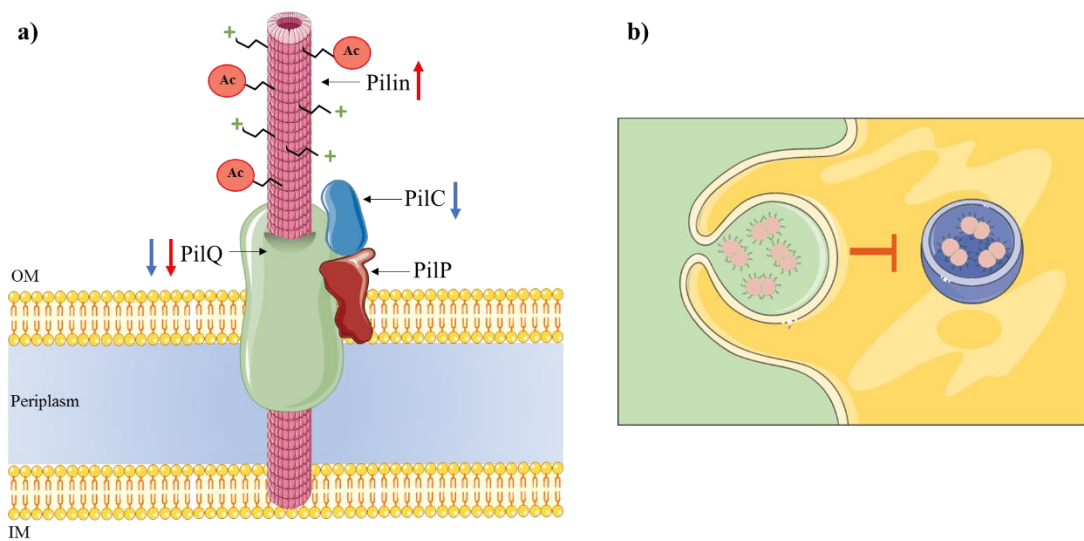 a)
b)
+
Ac
Ac
Pilin
+
+
+
Ac
PilC
PilQ
PilP
OM
Periplasm
IM